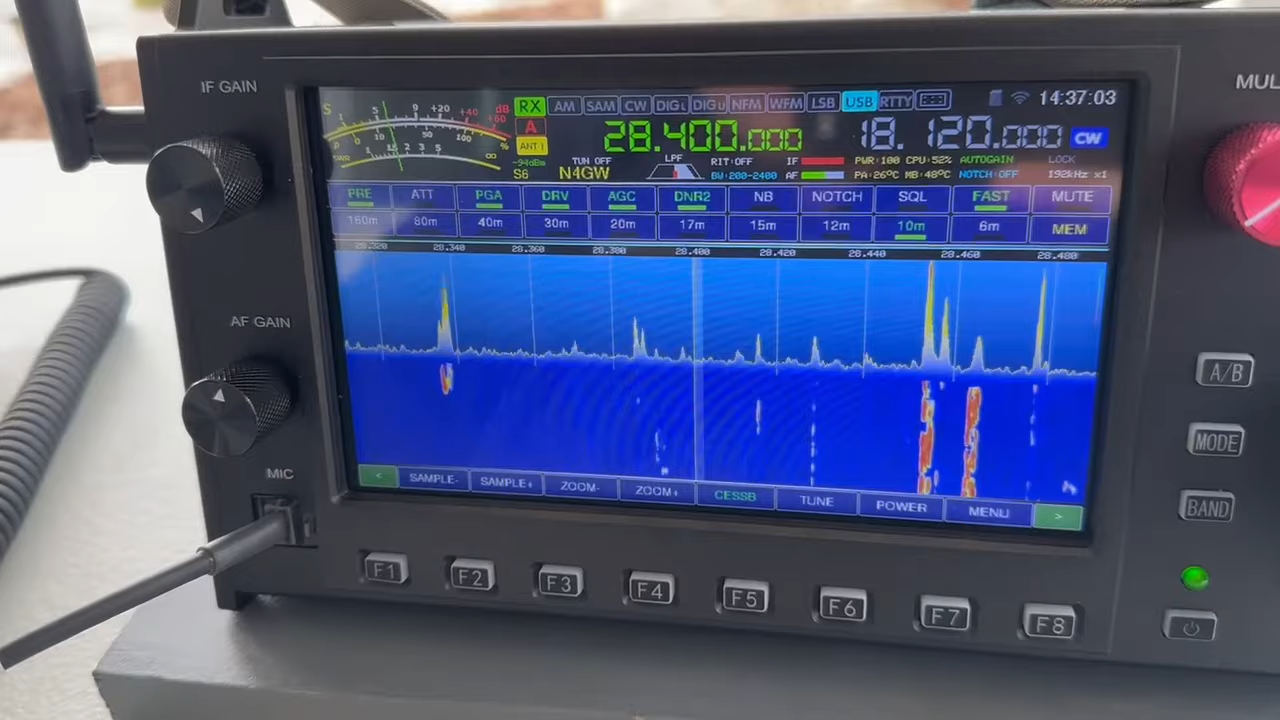 IF GAIN
MUL
S 5 9 +20 +40 +60 dB
RX AM SAM CW DIGL DIGU NFM WFM LSB USB RTTY 14:37:03
A 28.400.000 18.120.000 CW
ANT1
-94dBm TUN OFF LPF RIT:OFF IF PWR:100 CPU:52% AUTOGAIN LOCK
S6 N4GW BW:200-2400 AF PA:26°C MB:48°C NOTCH:OFF 192kHz x1
PRE ATT PGA DRV AGC DNR2 NB NOTCH SQL FAST MUTE
160m 80m 40m 30m 20m 17m 15m 12m 10m 6m MEM
28.320 28.340 28.360 28.380 28.400 28.420 28.440 28.460 28.480
AF GAIN
A/B
MODE
MIC
< SAMPLE- SAMPLE+ ZOOM- ZOOM+ CESSB TUNE POWER MENU >
BAND
F1 F2 F3 F4 F5 F6 F7 F8